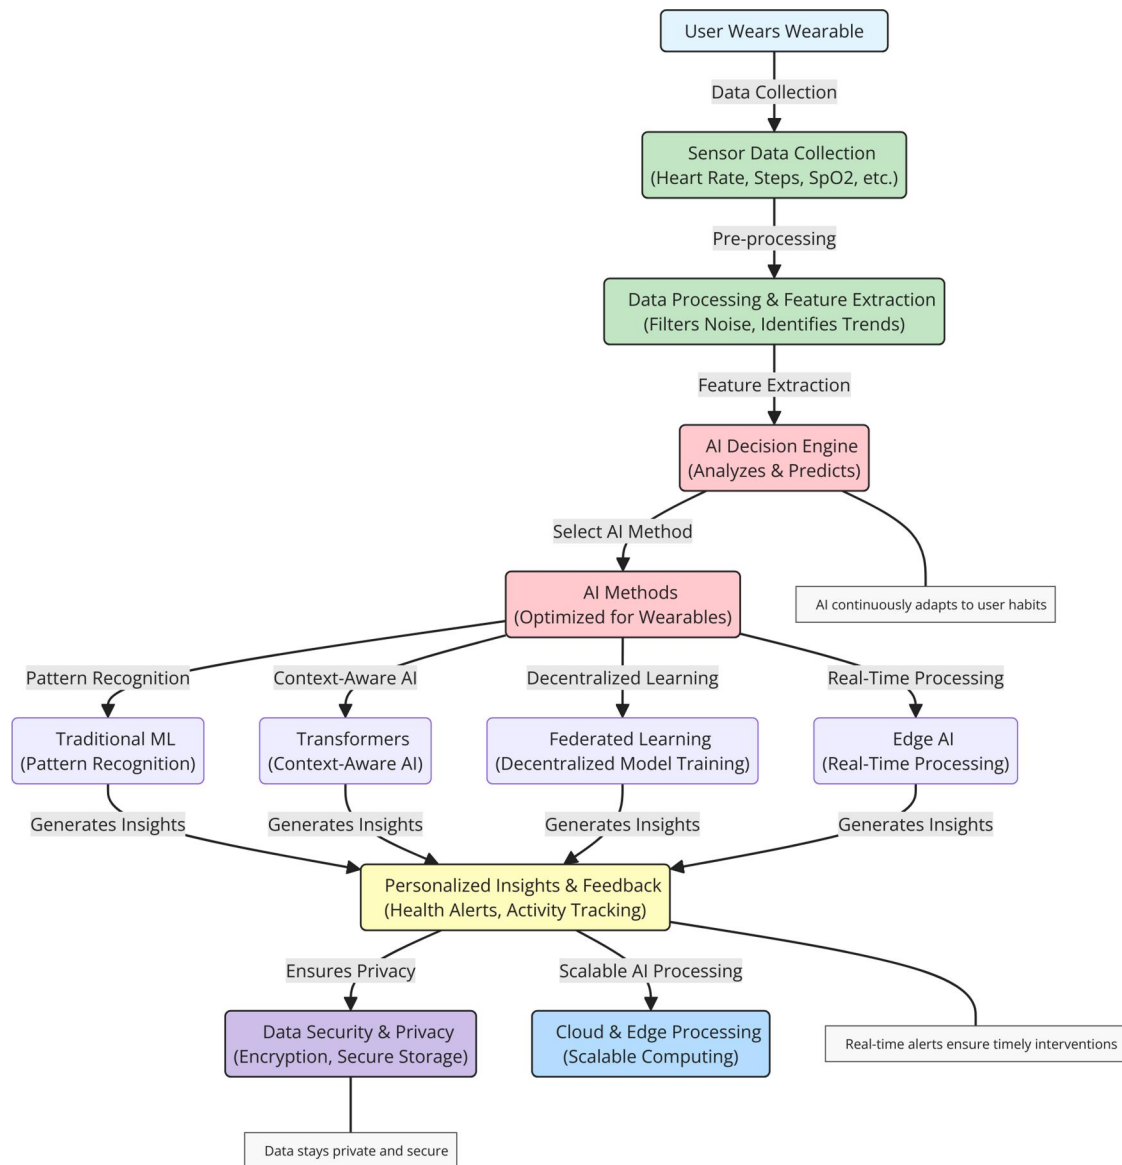 User Wears Wearable
Data Collection
Sensor Data Collection
(Heart Rate, Steps, SpO2, etc.)
Pre-processing
Data Processing & Feature Extraction
(Filters Noise, Identifies Trends)
Feature Extraction
AI Decision Engine
(Analyzes & Predicts)
Select AI Method
AI Methods
(Optimized for Wearables)
AI continuously adapts to user habits
Pattern Recognition
Context-Aware AI
Decentralized Learning
Real-Time Processing
Traditional ML
(Pattern Recognition)
Transformers
(Context-Aware AI)
Federated Learning
(Decentralized Model Training)
Edge AI
(Real-Time Processing)
Generates Insights
Generates Insights
Generates Insights
Generates Insights
Personalized Insights & Feedback
(Health Alerts, Activity Tracking)
Ensures Privacy
Scalable AI Processing
Data Security & Privacy
(Encryption, Secure Storage)
Cloud & Edge Processing
(Scalable Computing)
Real-time alerts ensure timely interventions
Data stays private and secure